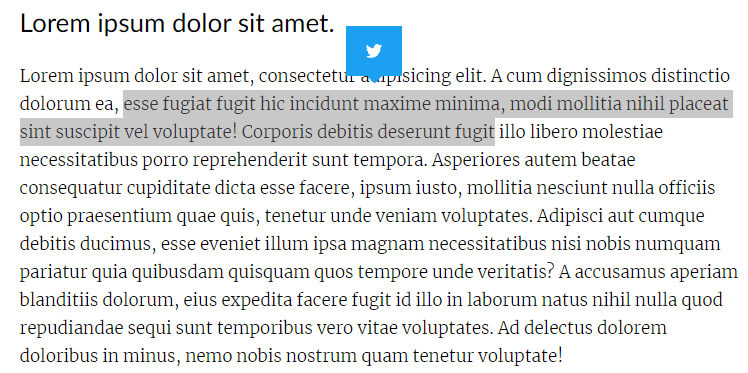 Lorem ipsum dolor sit amet.
Lorem ipsum dolor sit amet, consectetur adipisicing elit. A cum dignissimos distinctio
dolorum ea, esse fugiat fugit hic incidunt maxime minima, modi mollitia nihil placeat
sint suscipit vel voluptate! Corporis debitis deserunt fugit illo libero molestiae
necessitatibus porro reprehenderit sunt tempora. Asperiores autem beatae
consequatur cupiditate dicta esse facere, ipsum iusto, mollitia nesciunt nulla officiis
optio praesentium quae quis, tenetur unde veniam voluptates. Adipisci aut cumque
debitis ducimus, esse eveniet illum ipsa magnam necessitatibus nisi nobis numquam
pariatur quia quibusdam quisquam quos tempore unde veritatis? A accusamus aperiam
blanditiis dolorum, eius expedita facere fugit id illo in laborum natus nihil nulla quod
repudiandae sequi sunt temporibus vero vitae voluptates. Ad delectus dolorem
doloribus in minus, nemo nobis nostrum quam tenetur voluptate!